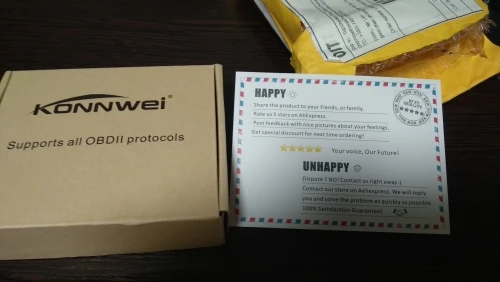 KONNWEI
Supports all OBDII protocols
HAPPY
Share the product to your friends, or family.
Rate us 5 stars on AliExpress.
Post feedback with nice pictures about your feelings.
Get special discount for next time ordering!
Your voice, Our Future!
UNHAPPY
Dispute? NO! Contact us right away:)
Contact our store on Aehexpress. We will reply
you and solve the problem as quickly as possible.
100% Satisfaction Guarantee!